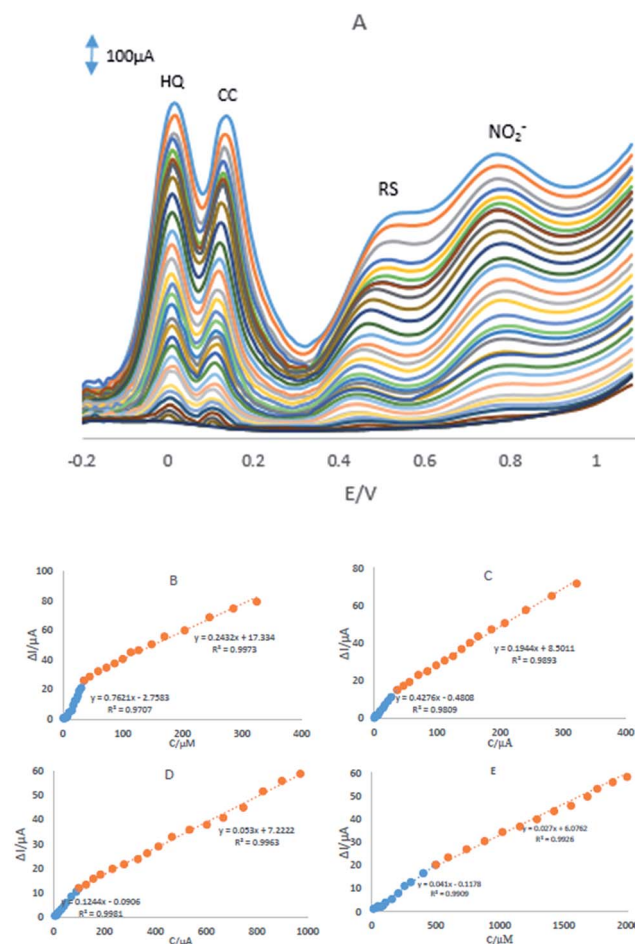 A
100µA
HQ
CC
RS
NO₂⁻
-0.2 0 0.2 0.4 0.6 0.8 1
E/V
B
ΔI/µA
100
80
60
40
20
0
y = 0.2432x + 17.334
R² = 0.9973
y = 0.7621x - 2.7583
R² = 0.9707
0 100 200 300 400
C/µM
C
ΔI/µA
80
60
40
20
0
y = 0.1944x + 8.5011
R² = 0.9893
y = 0.4276x - 0.4808
R² = 0.9809
0 100 200 300 400
C/µA
D
ΔI/µA
60
50
40
30
20
10
0
y = 0.053x + 7.2222
R² = 0.9963
y = 0.1244x - 0.0906
R² = 0.9981
0 200 400 600 800 1000
C/µA
E
ΔI/µA
60
50
40
30
20
10
0
y = 0.027x + 6.0762
R² = 0.9926
y = 0.041x - 0.1178
R² = 0.9909
0 500 1000 1500 2000
C/µM